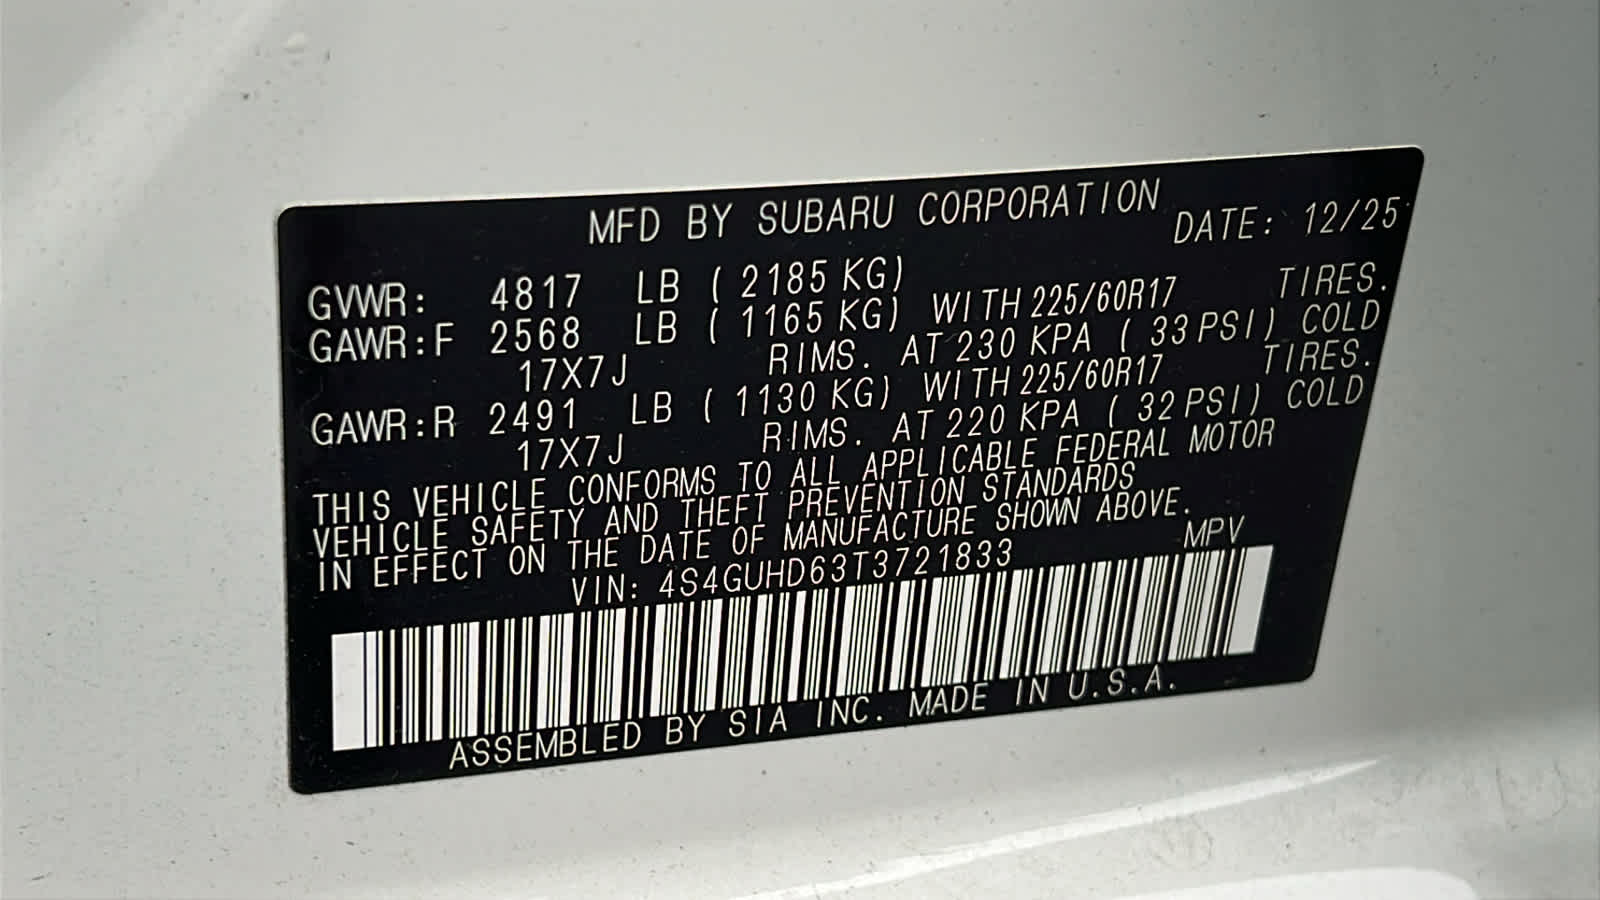 MFD BY SUBARU CORPORATION DATE: 12/25
GVWR: 4817 LB ( 2185 KG)
GAWR:F 2568 LB ( 1165 KG) WITH 225/60R17 TIRES.
17X7J RIMS. AT 230 KPA ( 33 PSI) COLD
GAWR:R 2491 LB ( 1130 KG) WITH 225/60R17 TIRES.
17X7J RIMS. AT 220 KPA ( 32 PSI) COLD
THIS VEHICLE CONFORMS TO ALL APPLICABLE FEDERAL MOTOR
VEHICLE SAFETY AND THEFT PREVENTION STANDARDS
IN EFFECT ON THE DATE OF MANUFACTURE SHOWN ABOVE.
VIN: 4S4GUHD63T3721833 MPV
ASSEMBLED BY SIA INC. MADE IN U.S.A.